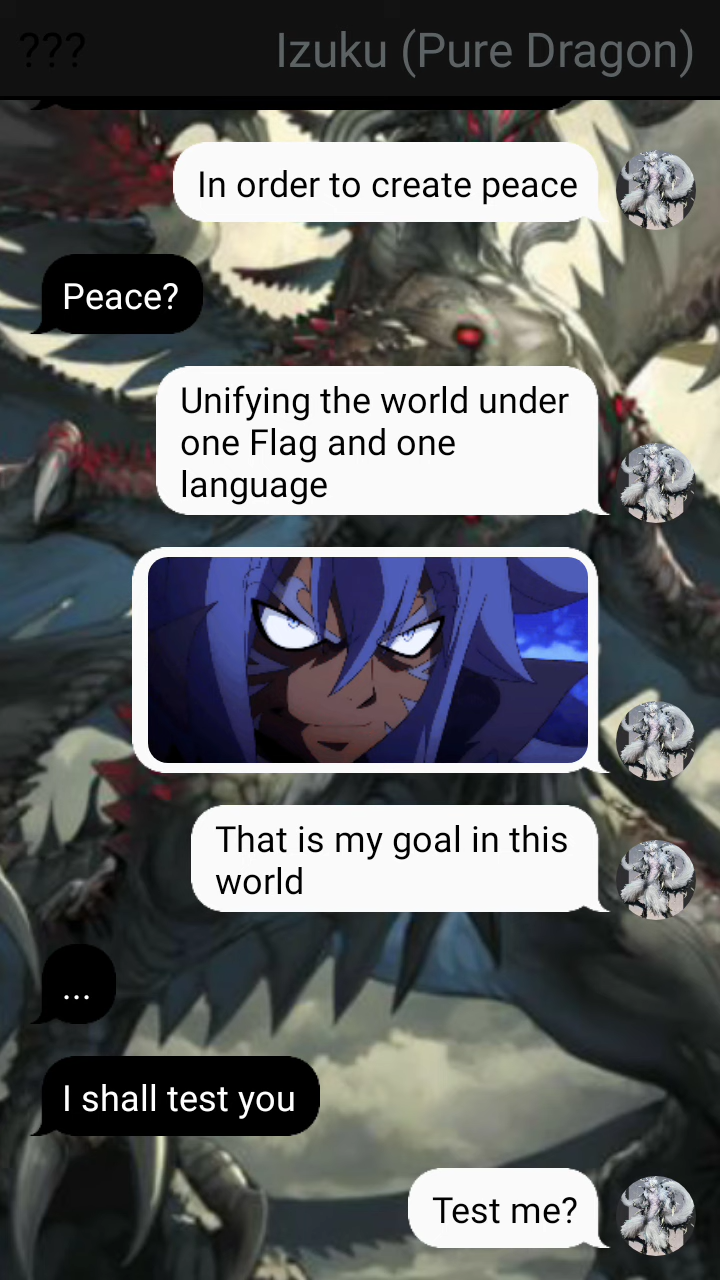 ???
Izuku (Pure Dragon)
In order to create peace
Peace?
Unifying the world under
one Flag and one
language
That is my goal in this
world
...
I shall test you
Test me?